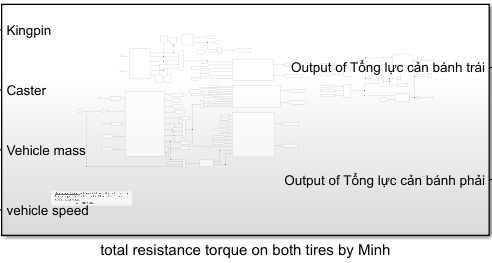 Kingpin
Output of Tổng lực cản bánh trái
Caster
Vehicle mass
Output of Tổng lực cản bánh phải
vehicle speed
total resistance torque on both tires by Minh